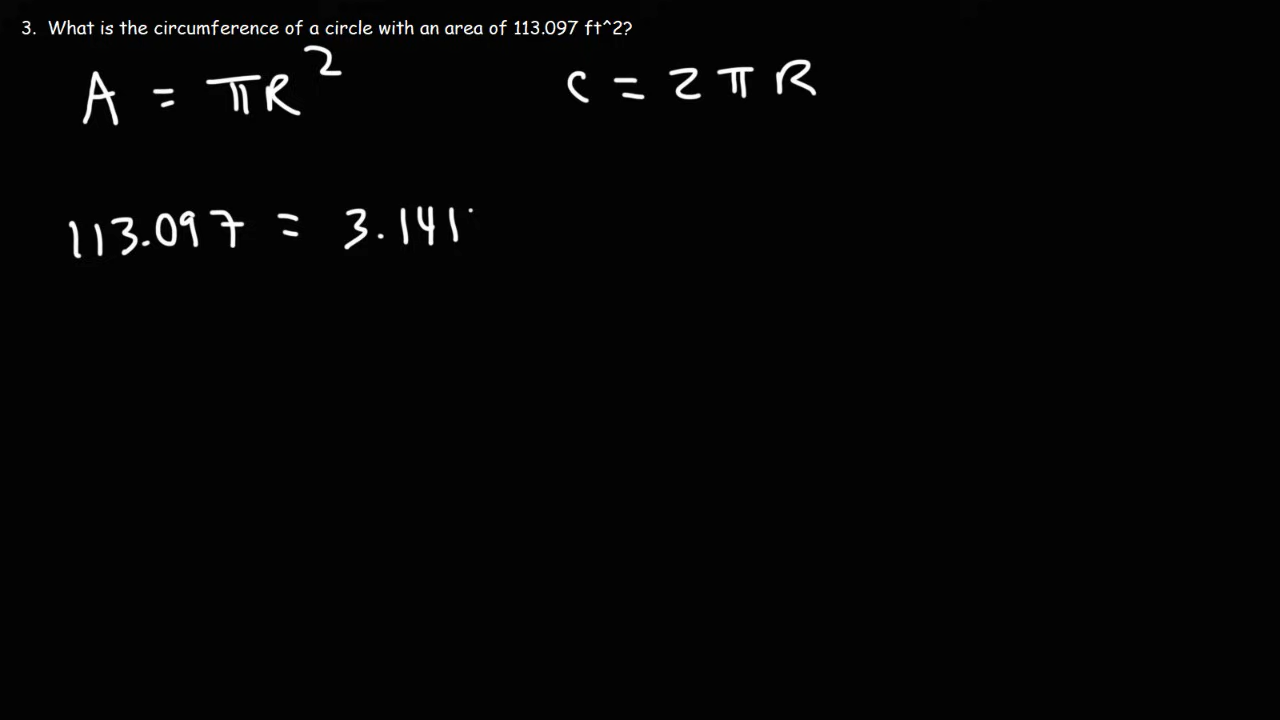 3. What is the circumference of a circle with an area of 113.097 ft^2?
A = πR² C = 2πR
113.097 = 3.141